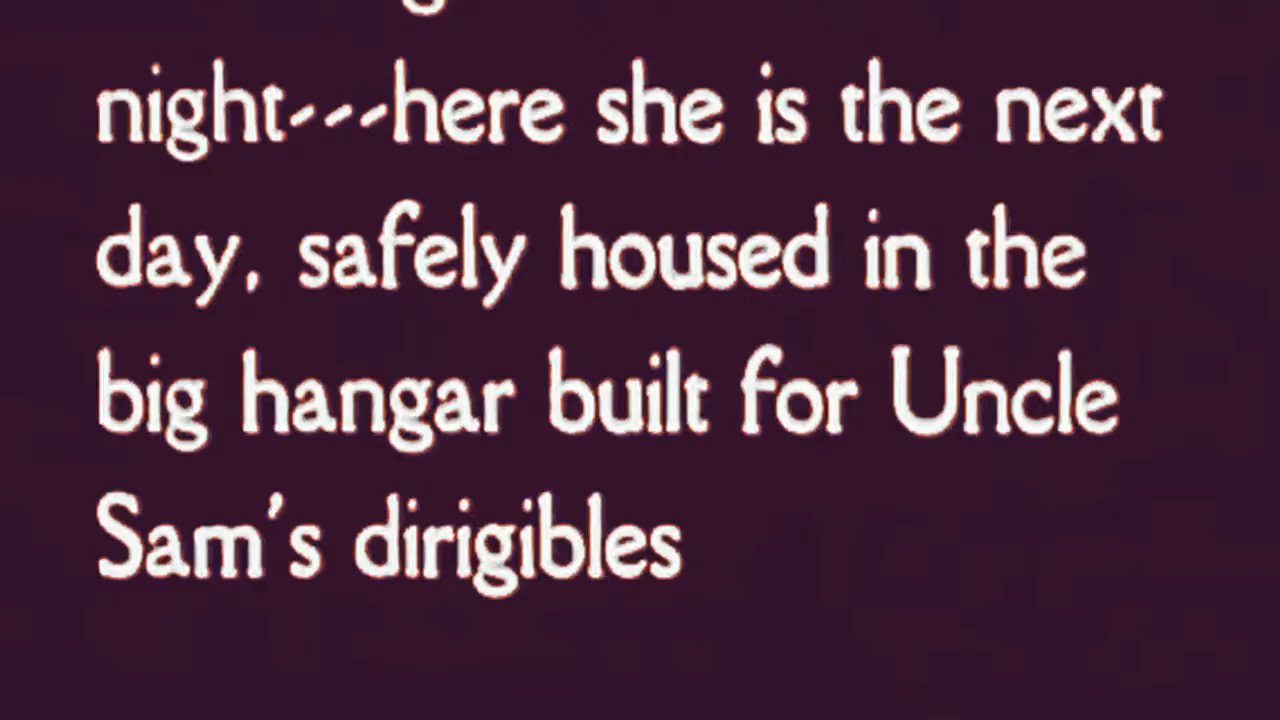 night---here she is the next
day, safely housed in the
big hangar built for Uncle
Sam's dirigibles